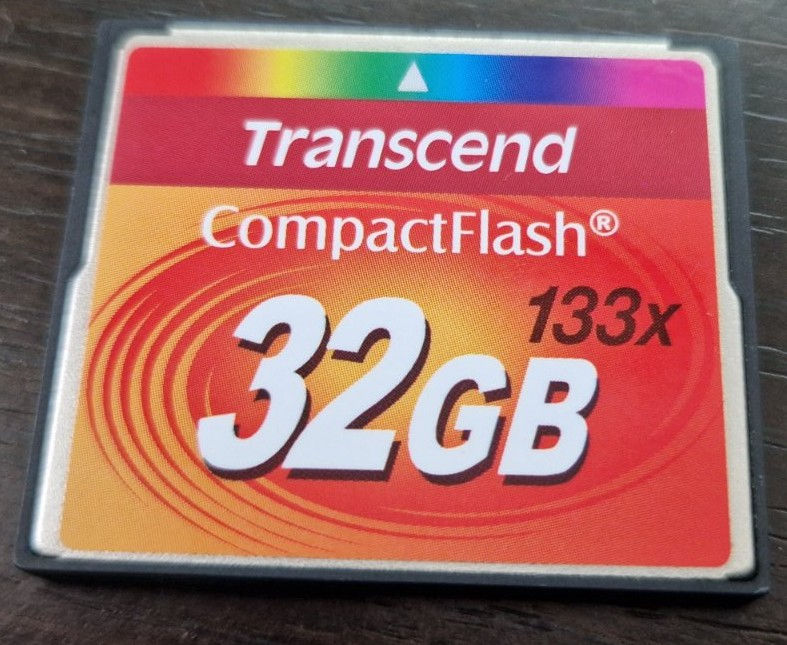 Transcend
CompactFlash®
133x
32GB